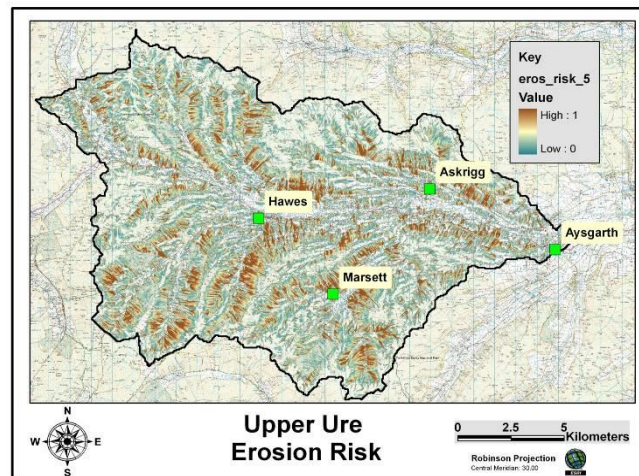 Key
eros_risk_5
Value
High : 1
Low : 0
Askrigg
Hawes
Aysgarth
Marsett
N
W
E
S
Upper Ure
Erosion Risk
0 2.5 5
Kilometers
Robinson Projection
Central Meridian: 30.00